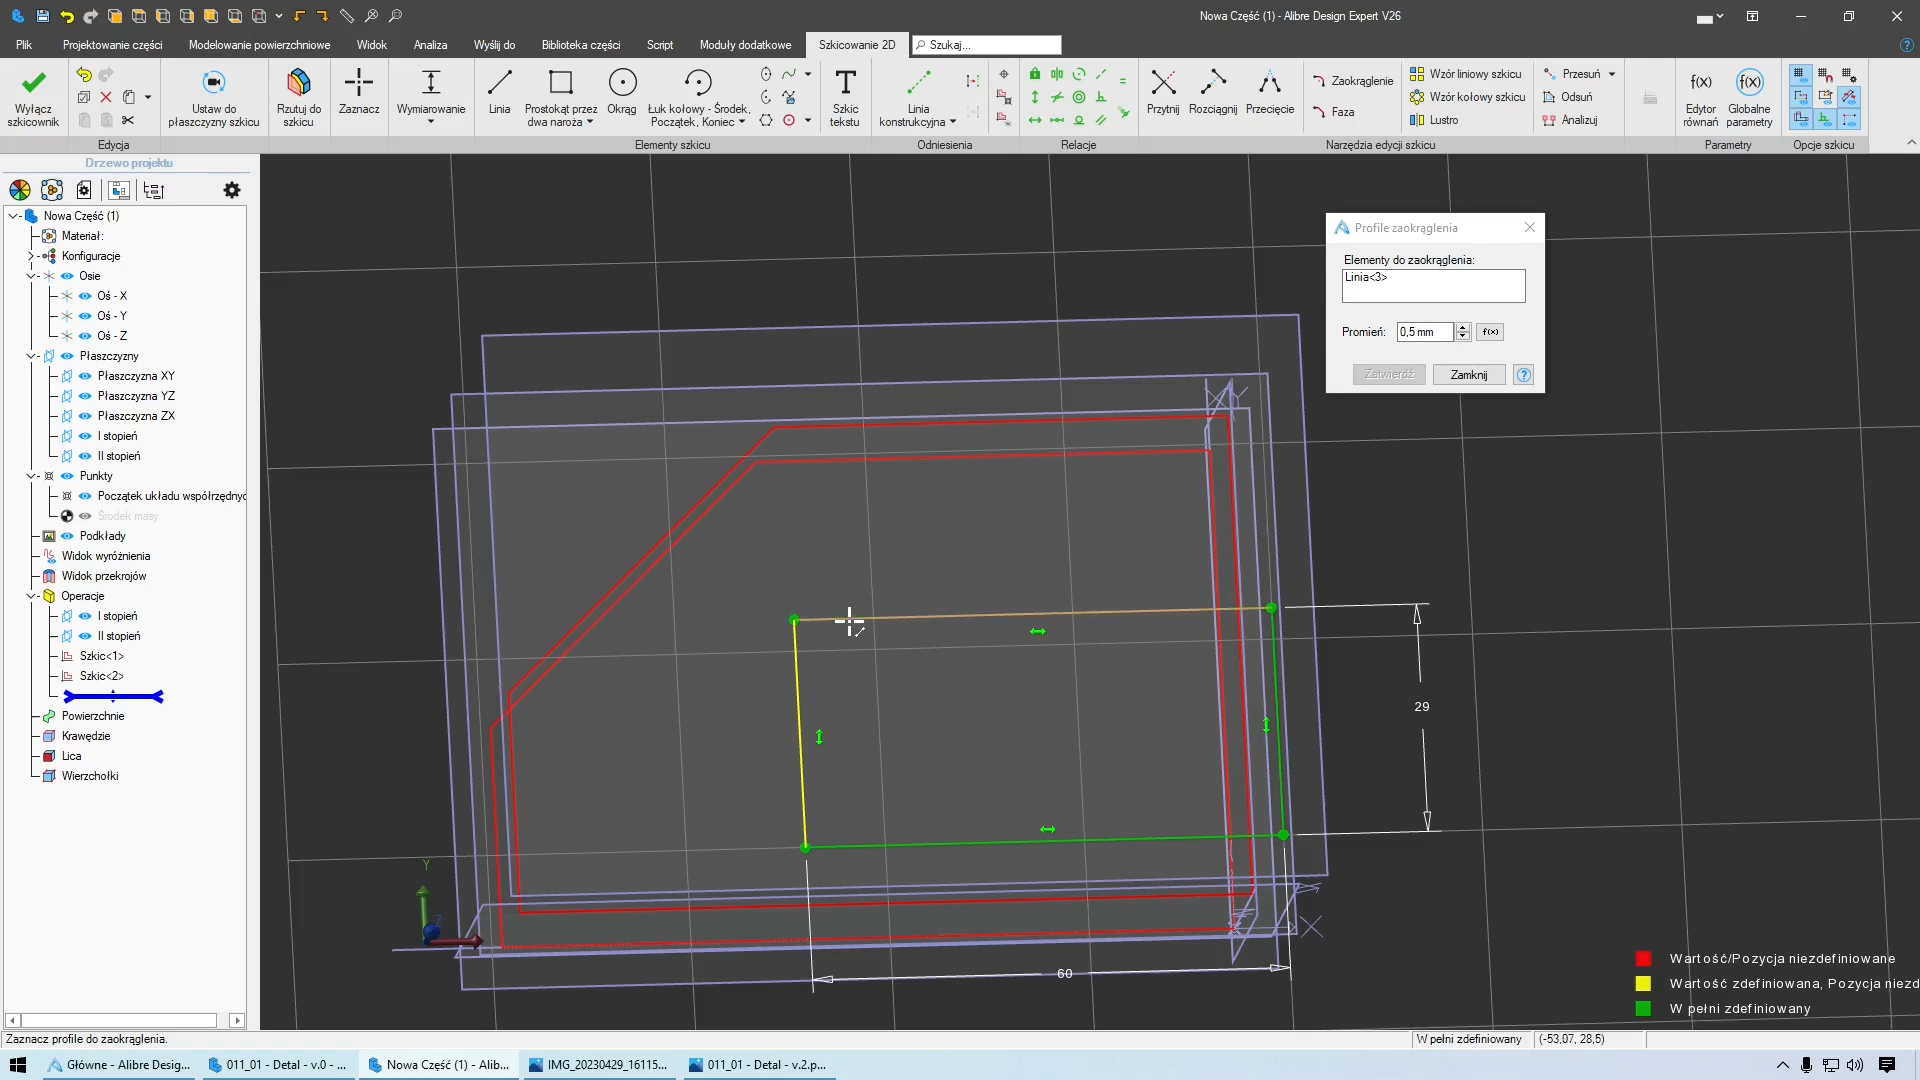 Nowa Część (1) - Alibre Design Expert V26
Plik
Projektowanie części
Modelowanie powierzchniowe
Widok
Analiza
Wyślij do
Biblioteka części
Script
Moduły dodatkowe
Szkicowanie 2D
Szukaj...
Wyłącz szkicownik
Ustaw do płaszczyzny szkicu
Rzutuj do szkicu
Zaznacz
Wymiarowanie
Linia
Prostokąt przez dwa naroża
Okrąg
Łuk kołowy - Środek, Początek, Koniec
Szkic tekstu
Linia konstrukcyjna
Przytnij
Rozciągnij
Przecięcie
Zaokrąglenie
Faza
Wzór liniowy szkicu
Wzór kołowy szkicu
Lustro
Przesuń
Odsuń
Analizuj
f(x)
Edytor równań
f(x)
Globalne parametry
Edycja
Elementy szkicu
Odniesienia
Relacje
Narzędzia edycji szkicu
Parametry
Opcje szkicu
Drzewo projektu
Nowa Część (1)
Materiał:
Konfiguracje
Osie
Oś - X
Oś - Y
Oś - Z
Płaszczyzny
Płaszczyzna XY
Płaszczyzna YZ
Płaszczyzna ZX
I stopień
II stopień
Punkty
Początek układu współrzędnyc
Środek masy
Podkłady
Widok wyróżnienia
Widok przekrojów
Operacje
I stopień
II stopień
Szkic<1>
Szkic<2>
Powierzchnie
Krawędzie
Lica
Wierzchołki
Profile zaokrąglenia
Elementy do zaokrąglenia:
Linia<3>
Promień:
0,5 mm
f(x)
Zatwierdź
Zamknij
29
60
Y
Z
Wartość/Pozycja niezdefiniowane
Wartość zdefiniowana, Pozycja niezd
W pełni zdefiniowany
Zaznacz profile do zaokrąglenia.
W pełni zdefiniowany
(-53,07, 28,5)
Główne - Alibre Desig...
011_01 - Detal - v.0 - ...
Nowa Część (1) - Alib...
IMG_20230429_16115...
011_01 - Detal - v.2.p...